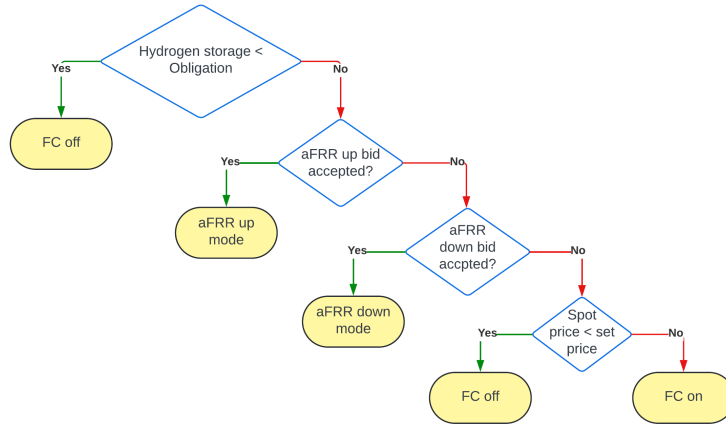 Hydrogen storage <
Obligation
Yes
No
FC off
aFRR up bid
accepted?
Yes
No
aFRR up
mode
aFRR
down bid
accpted?
Yes
No
aFRR down
mode
Spot
price < set
price
Yes
No
FC off
FC on